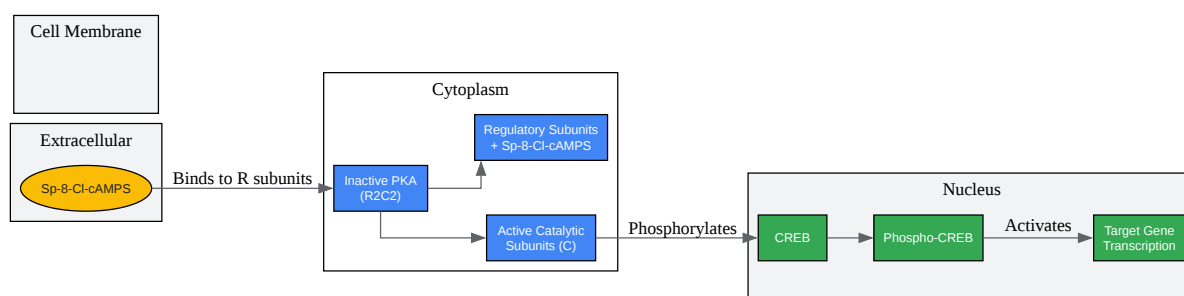 Cell Membrane
Extracellular
Sp-8-Cl-cAMPS
Binds to R subunits
Cytoplasm
Regulatory Subunits
+ Sp-8-Cl-cAMPS
Inactive PKA
(R2C2)
Active Catalytic
Subunits (C)
Phosphorylates
Nucleus
CREB
Phospho-CREB
Activates
Target Gene
Transcription